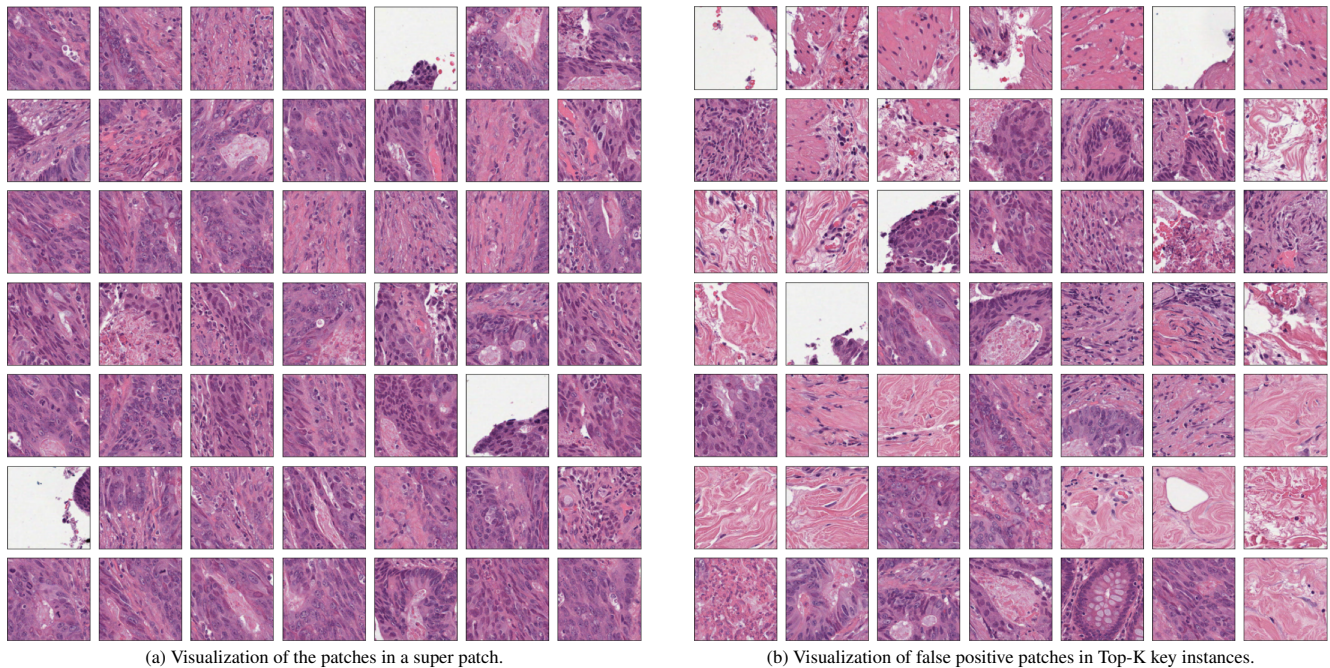 (a) Visualization of the patches in a super patch.
(b) Visualization of false positive patches in Top-K key instances.